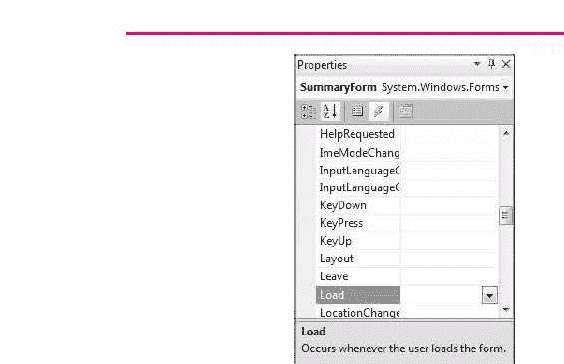 Properties
SummaryForm System.Windows.Forms
HelpRequested
ImeModeChang
InputLanguageC
InputLanguageC
KeyDown
KeyPress
KeyUp
Layout
Leave
Load
LocationChange
Load
Occurs whenever the user loads the form.